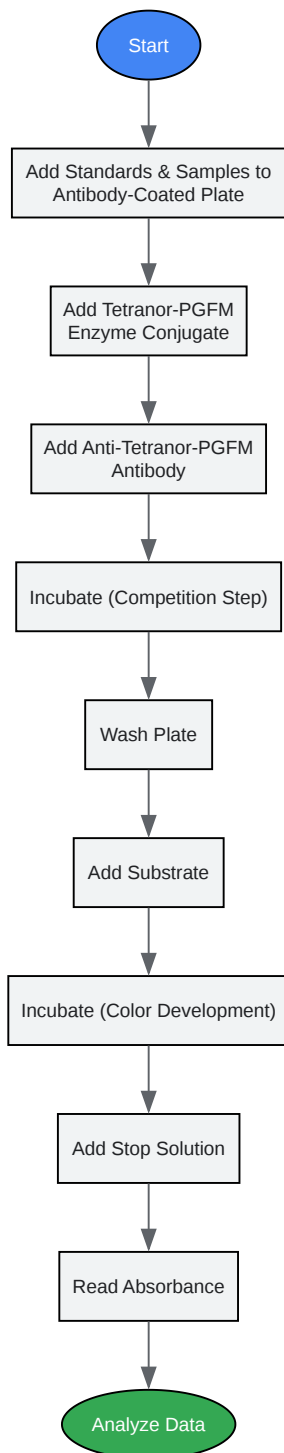 Start
Add Standards & Samples to
Antibody-Coated Plate
Add Tetranor-PGFM
Enzyme Conjugate
Add Anti-Tetranor-PGFM
Antibody
Incubate (Competition Step)
Wash Plate
Add Substrate
Incubate (Color Development)
Add Stop Solution
Read Absorbance
Analyze Data